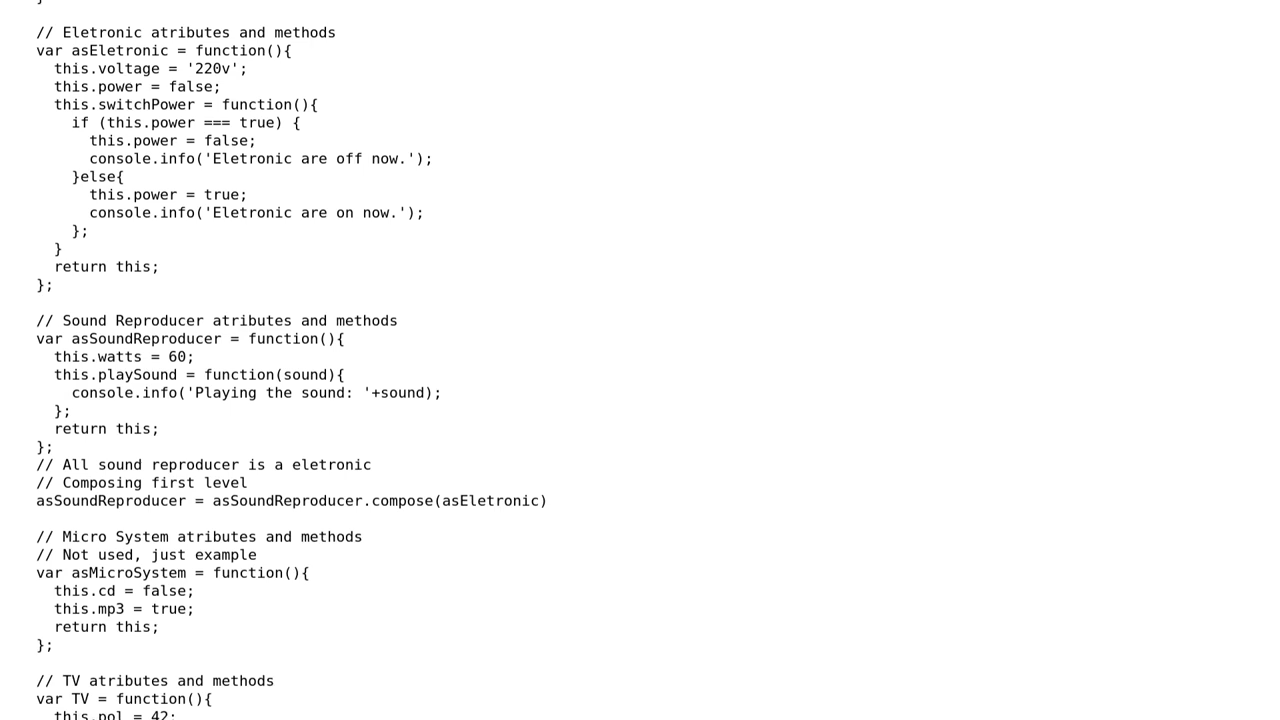 }
// Eletronic atributes and methods
var asEletronic = function(){
  this.voltage = '220v';
  this.power = false;
  this.switchPower = function(){
    if (this.power === true) {
      this.power = false;
      console.info('Eletronic are off now.');
    }else{
      this.power = true;
      console.info('Eletronic are on now.');
    };
  }
  return this;
};

// Sound Reproducer atributes and methods
var asSoundReproducer = function(){
  this.watts = 60;
  this.playSound = function(sound){
    console.info('Playing the sound: '+sound);
  };
  return this;
};
// All sound reproducer is a eletronic
// Composing first level
asSoundReproducer = asSoundReproducer.compose(asEletronic)

// Micro System atributes and methods
// Not used, just example
var asMicroSystem = function(){
  this.cd = false;
  this.mp3 = true;
  return this;
};

// TV atributes and methods
var TV = function(){
  this.pol = 42;